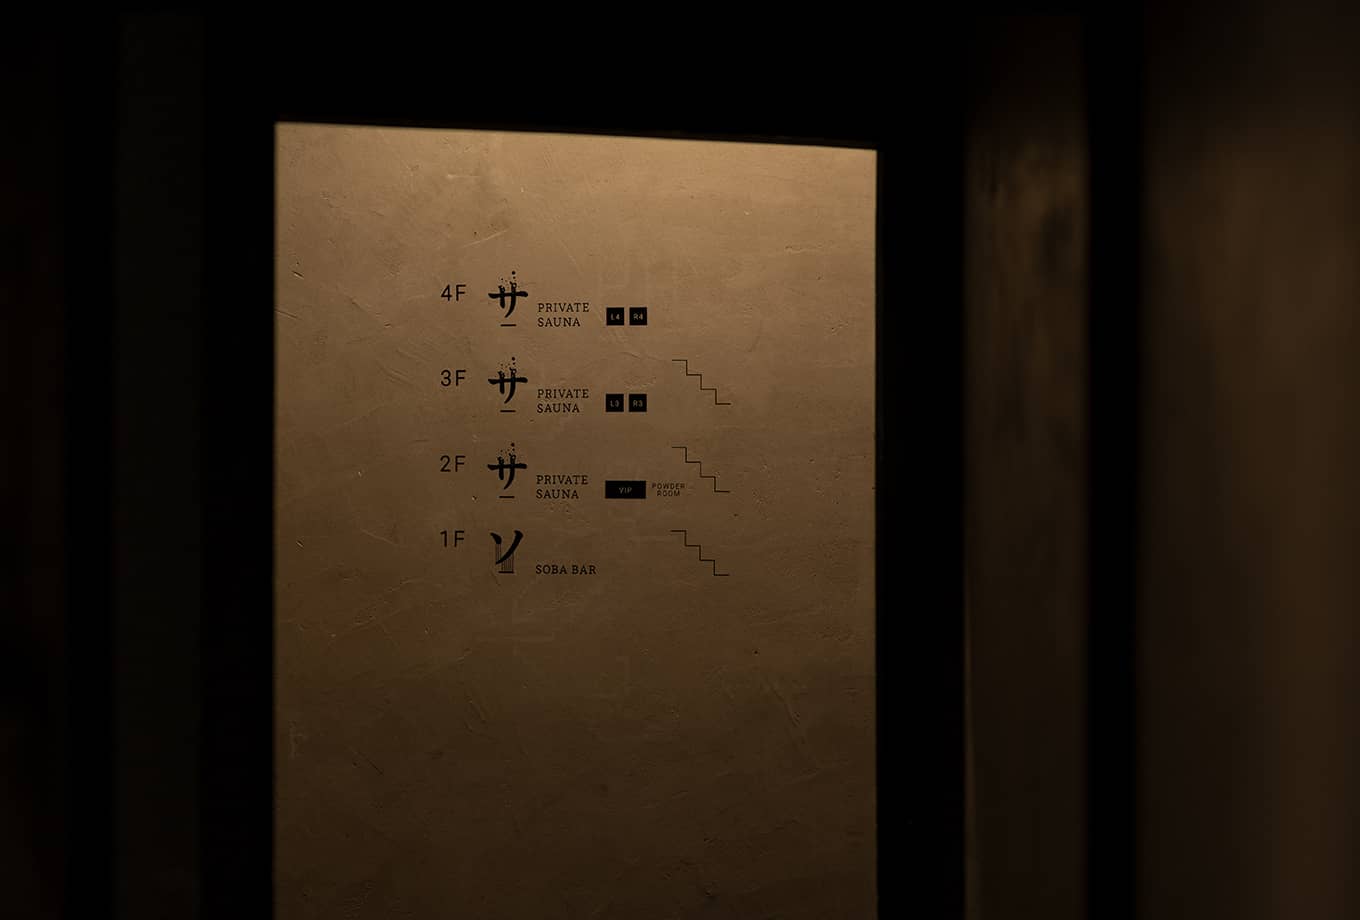 4F サ PRIVATE
SAUNA L4 R4
3F サ PRIVATE
SAUNA L3 R3
2F サ PRIVATE
SAUNA VIP POWDER
ROOM
1F ソ SOBA BAR